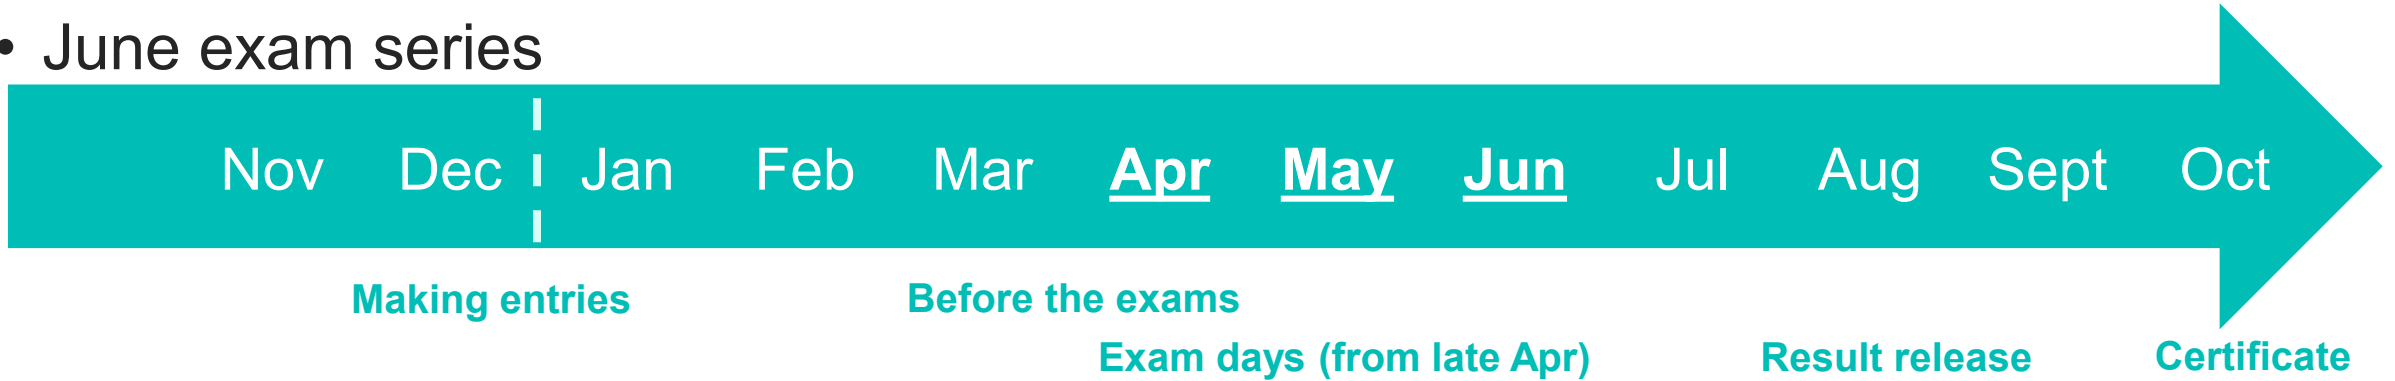 • June exam series
Nov Dec Jan Feb Mar Apr May Jun Jul Aug Sept Oct
Making entries Before the exams
Exam days (from late Apr) Result release Certificate